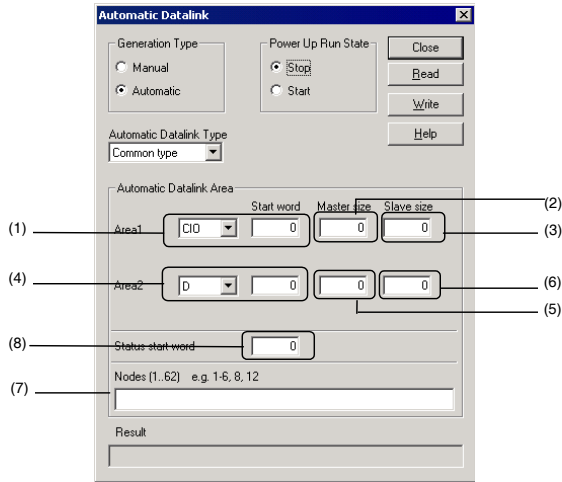 Automatic Datalink
Generation Type
Manual
Automatic
Power Up Run State
Stop
Start
Close
Read
Write
Help
Automatic Datalink Type
Common type
Automatic Datalink Area
Start word Master size Slave size
(2)
(1) Area1 CIO 0 0 0 (3)
(4) Area2 D 0 0 0 (6)
(5)
(8) Status start word 0
Nodes (1..62) e.g. 1-6, 8, 12
(7)
Result